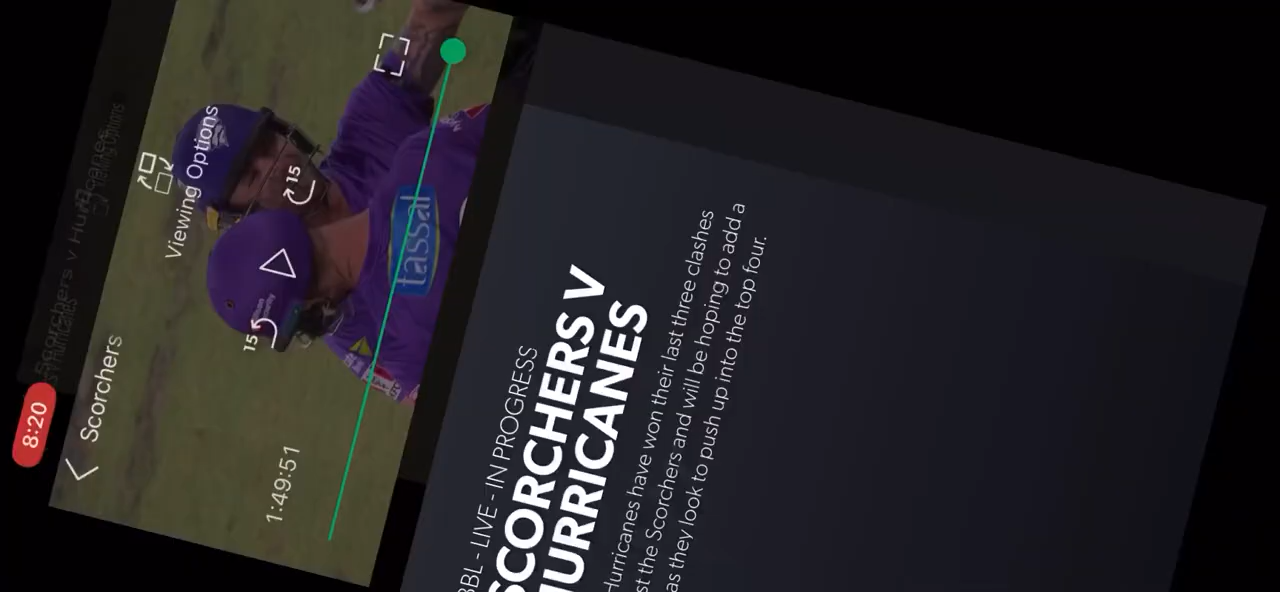 8:20
Scorchers
Viewing Options
15
15
tassal
1:49:51
BBL - LIVE - IN PROGRESS
SCORCHERS V
HURRICANES
Hurricanes have won their last three clashes
st the Scorchers and will be hoping to add a
as they look to push up into the top four.